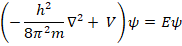 (−h²/8π²m ∇² + V)ψ = Eψ